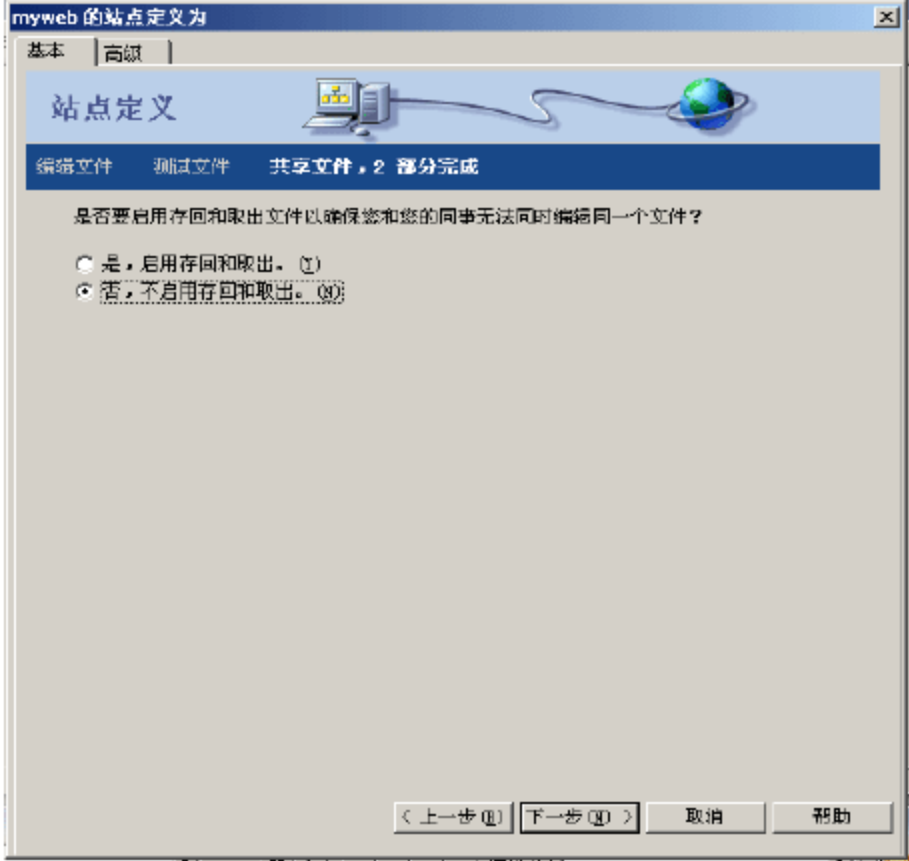 myweb 的站点定义为
基本 高级
站点定义
编辑文件 测试文件 共享文件，2 部分完成
是否要启用存回和取出文件以确保您和您的同事无法同时编辑同一个文件？
是，启用存回和取出。(Y)
否，不启用存回和取出。(N)
< 上一步(B) 下一步(N) > 取消 帮助